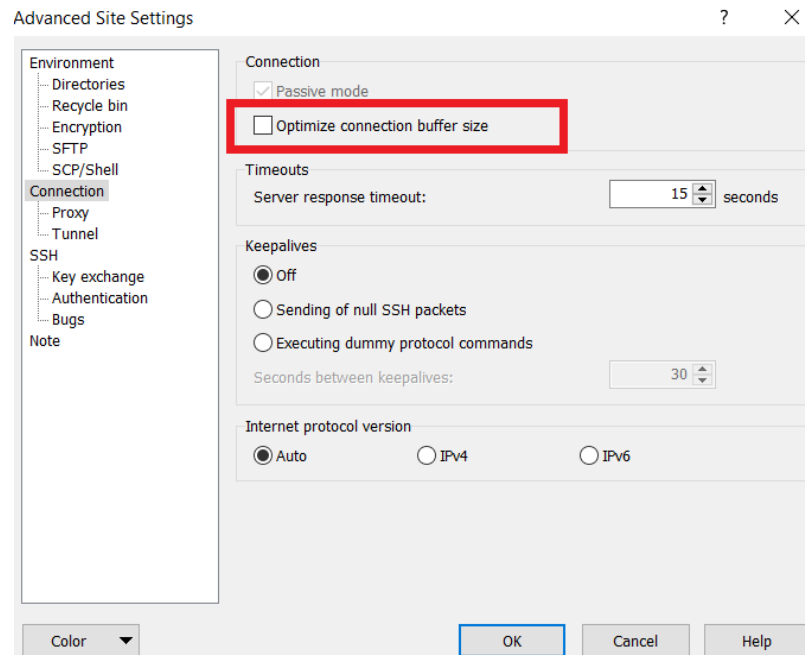 Advanced Site Settings
?
Environment
Directories
Recycle bin
Encryption
SFTP
SCP/Shell
Connection
Proxy
Tunnel
SSH
Key exchange
Authentication
Bugs
Note
Connection
Passive mode
Optimize connection buffer size
Timeouts
Server response timeout: 15 seconds
Keepalives
Off
Sending of null SSH packets
Executing dummy protocol commands
Seconds between keepalives: 30
Internet protocol version
Auto IPv4 IPv6
Color OK Cancel Help